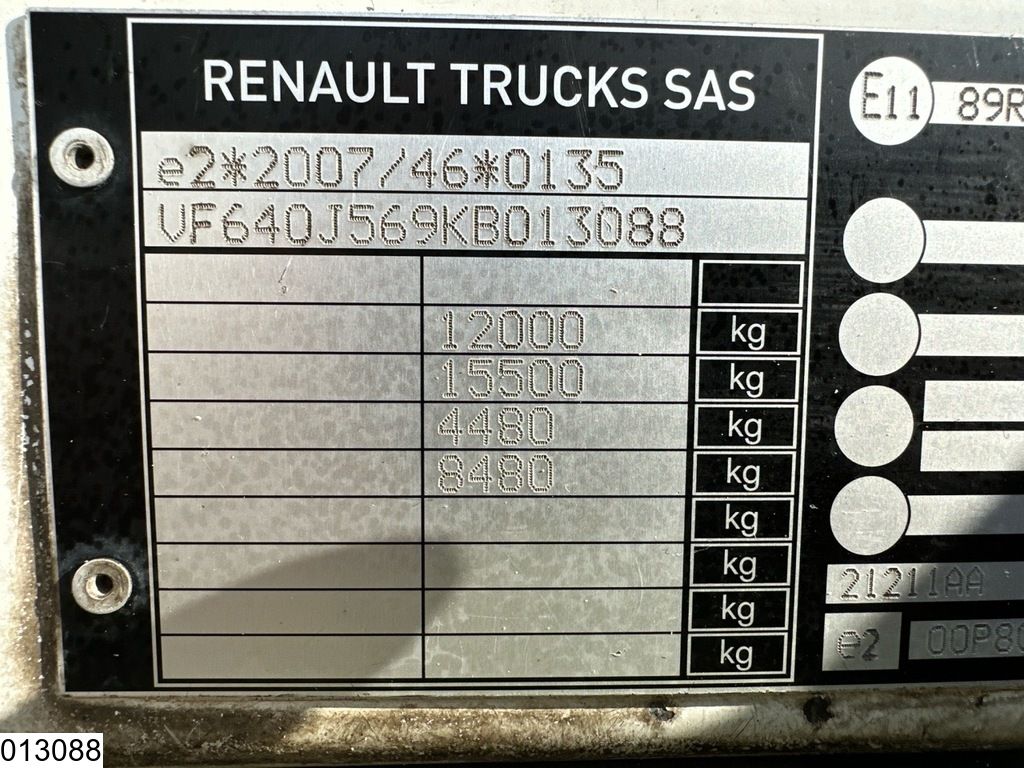 RENAULT TRUCKS SAS
e2*2007/46*0135
VF640J569KB013088
12000 kg
15500 kg
4480 kg
8480 kg
kg
kg
kg
kg
E11 89R
21211AA
e2 00P80
013088